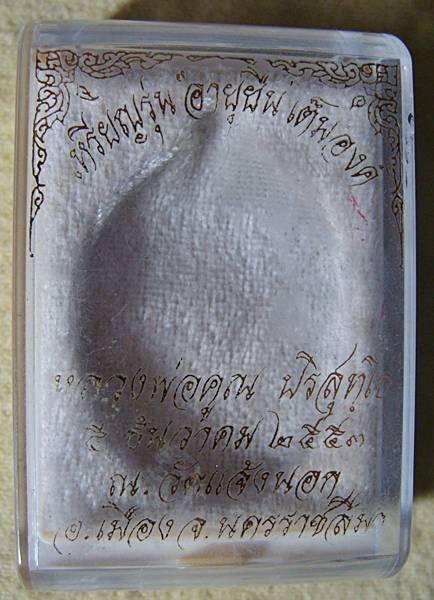 เหรียญรุ่น "อายุยืน" เต็มองค์
หลวงพ่อคูณ ปริสุทฺโธ
๕ ธันวาคม ๒๕๕๓
ณ. วัดแจ้งนอก
อ.เมือง จ.นครราชสีมา